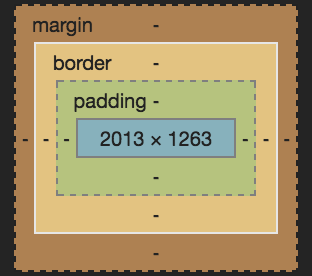 margin -
border -
padding -
- - - 2013 × 1263 - - -
-
-
-